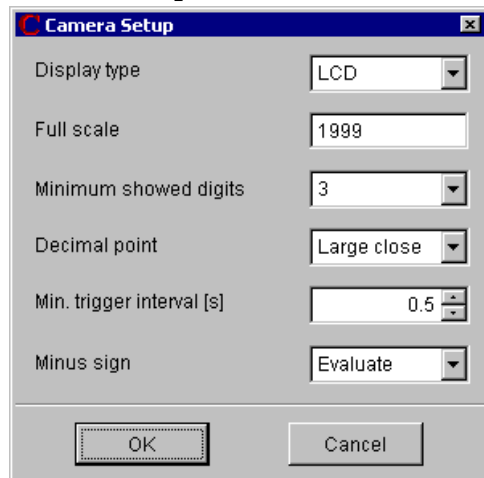 Camera Setup
Display type LCD
Full scale 1999
Minimum showed digits 3
Decimal point Large close
Min. trigger interval [s] 0.5
Minus sign Evaluate
OK Cancel